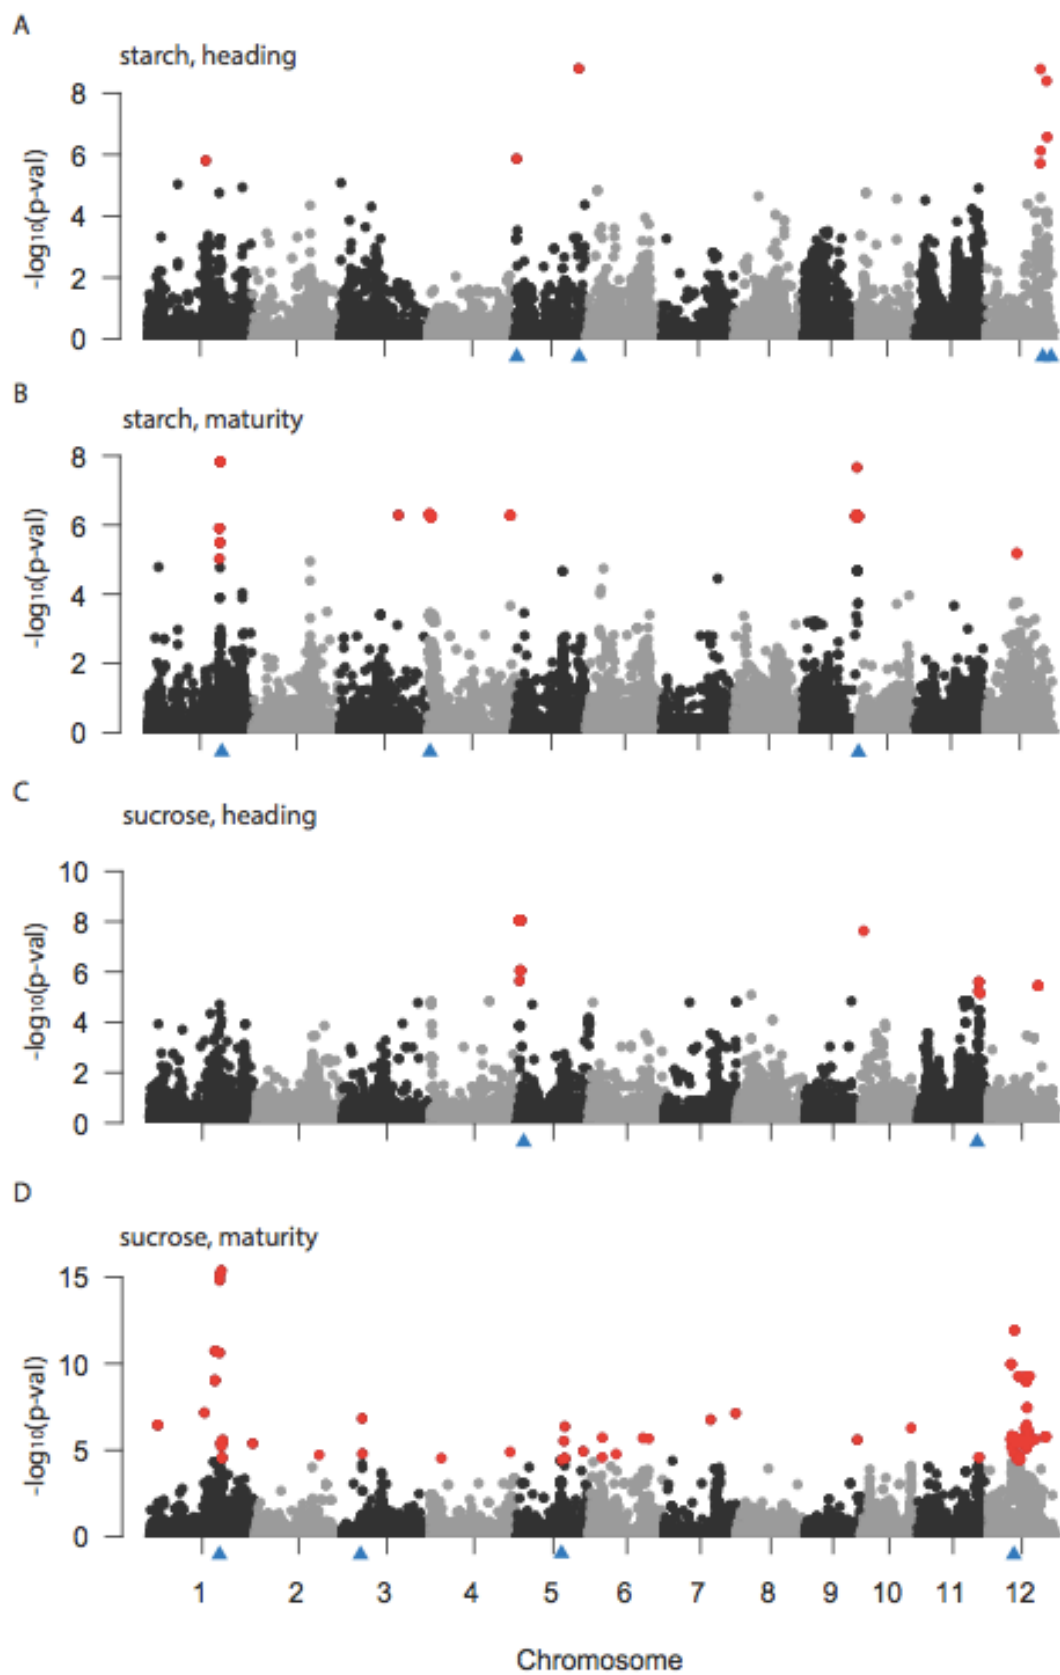 A
starch, heading
-log10(p-val)
8
6
4
2
0
B
starch, maturity
-log10(p-val)
8
6
4
2
0
C
sucrose, heading
-log10(p-val)
10
8
6
4
2
0
D
sucrose, maturity
-log10(p-val)
15
10
5
0
1 2 3 4 5 6 7 8 9 10 11 12
Chromosome